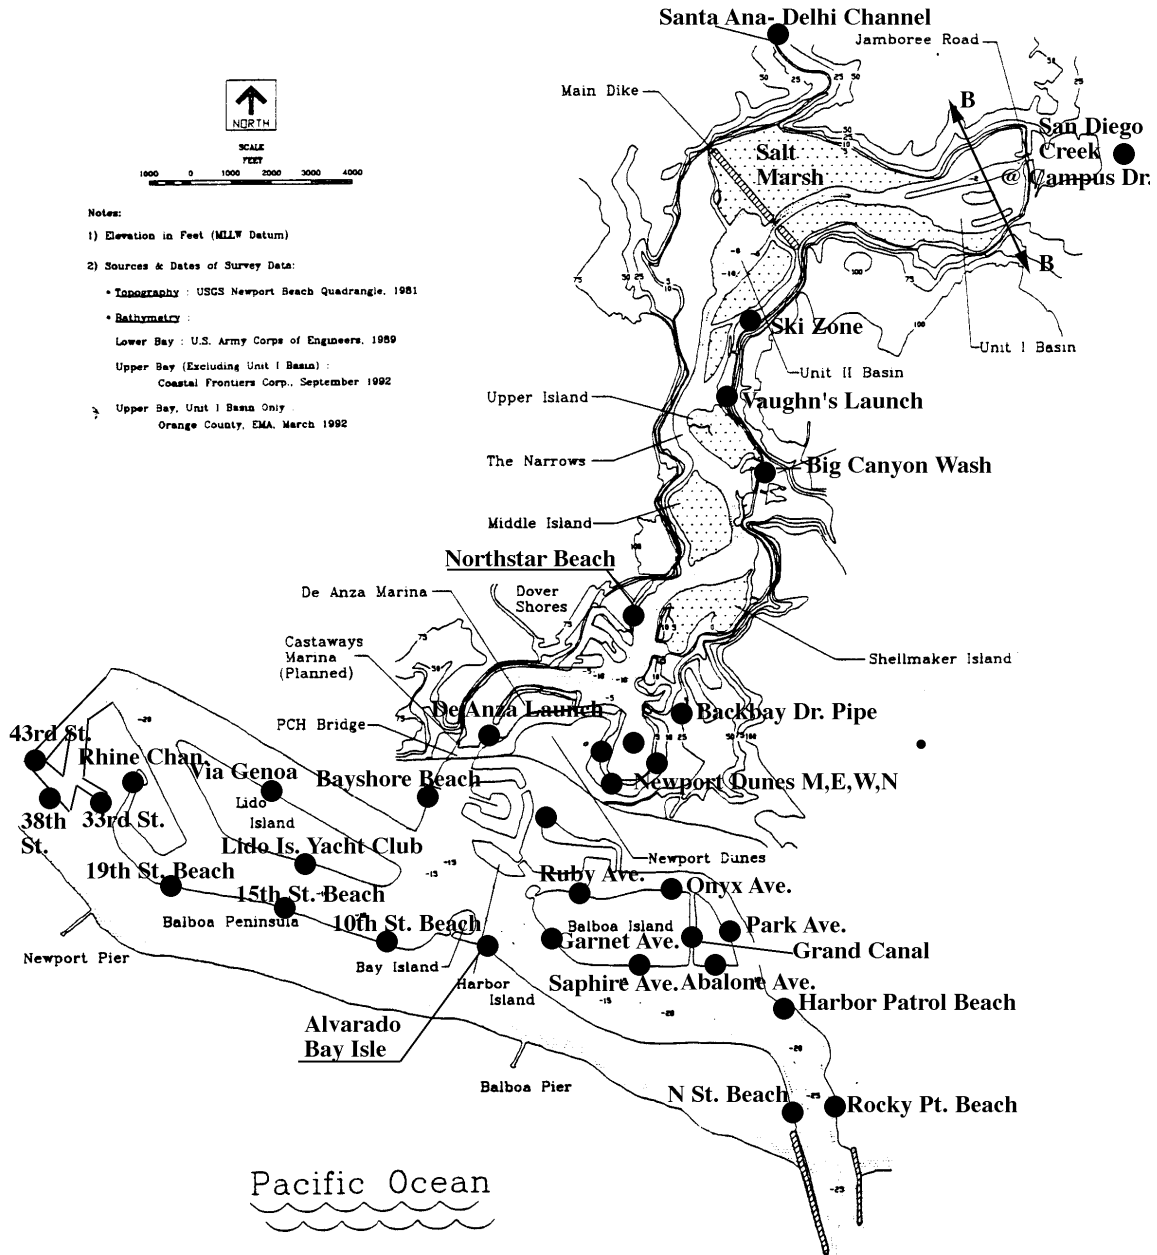 Santa Ana- Delhi Channel
Jamboree Road
Main Dike
B
San Diego
Creek
@ Campus Dr.
Salt
Marsh
B
NORTH
SCALE
FEET
1000 0 1000 2000 3000 4000
Notes:
1) Elevation in Feet (MLLW Datum)
2) Sources & Dates of Survey Data:
• Topography : USGS Newport Beach Quadrangle, 1981
• Bathymetry :
Lower Bay : U.S. Army Corps of Engineers, 1989
Upper Bay (Excluding Unit I Basin) :
Coastal Frontiers Corp., September 1992
Upper Bay, Unit I Basin Only
Orange County, EMA, March 1992
Ski Zone
Unit I Basin
Unit II Basin
Upper Island
Vaughn's Launch
The Narrows
Big Canyon Wash
Middle Island
Northstar Beach
De Anza Marina
Dover
Shores
Castaways
Marina
(Planned)
Shellmaker Island
De Anza Launch
Backbay Dr. Pipe
PCH Bridge
43rd St.
Rhine Chan.
Via Genoa
Bayshore Beach
Newport Dunes M,E,W,N
Lido
Island
38th
St.
33rd St.
Lido Is. Yacht Club
Newport Dunes
19th St. Beach
15th St. Beach
Ruby Ave.
Onyx Ave.
Balboa Peninsula
10th St. Beach
Balboa Island
Park Ave.
Garnet Ave.
Grand Canal
Newport Pier
Bay Island
Harbor
Island
Saphire Ave.
Abalone Ave.
Harbor Patrol Beach
Alvarado
Bay Isle
Balboa Pier
N St. Beach
Rocky Pt. Beach
Pacific Ocean